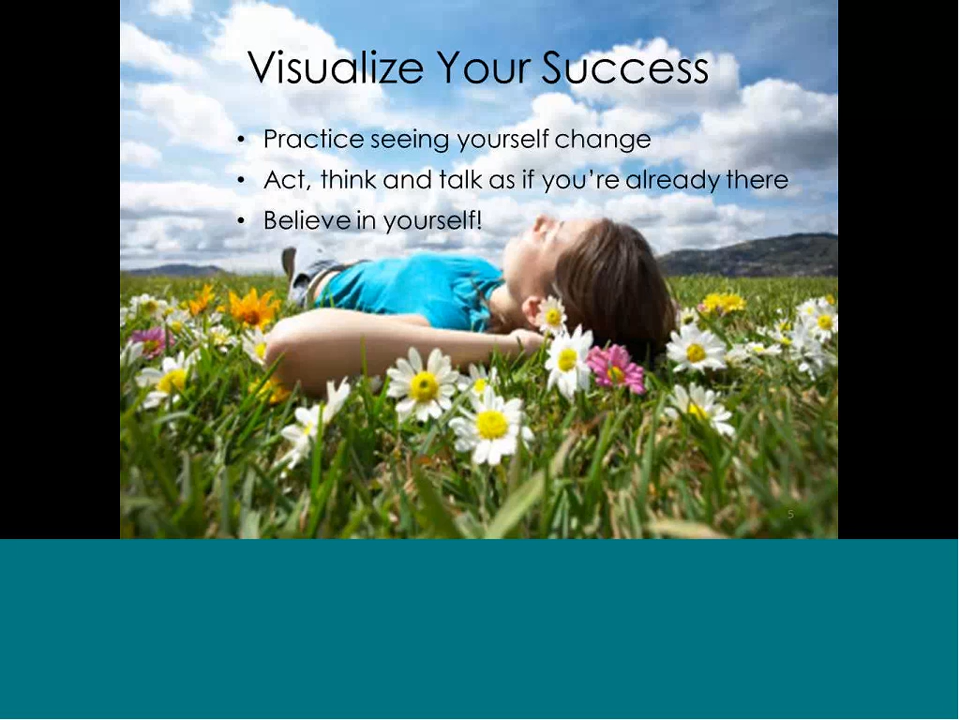 Visualize Your Success
• Practice seeing yourself change
• Act, think and talk as if you’re already there
• Believe in yourself!
5